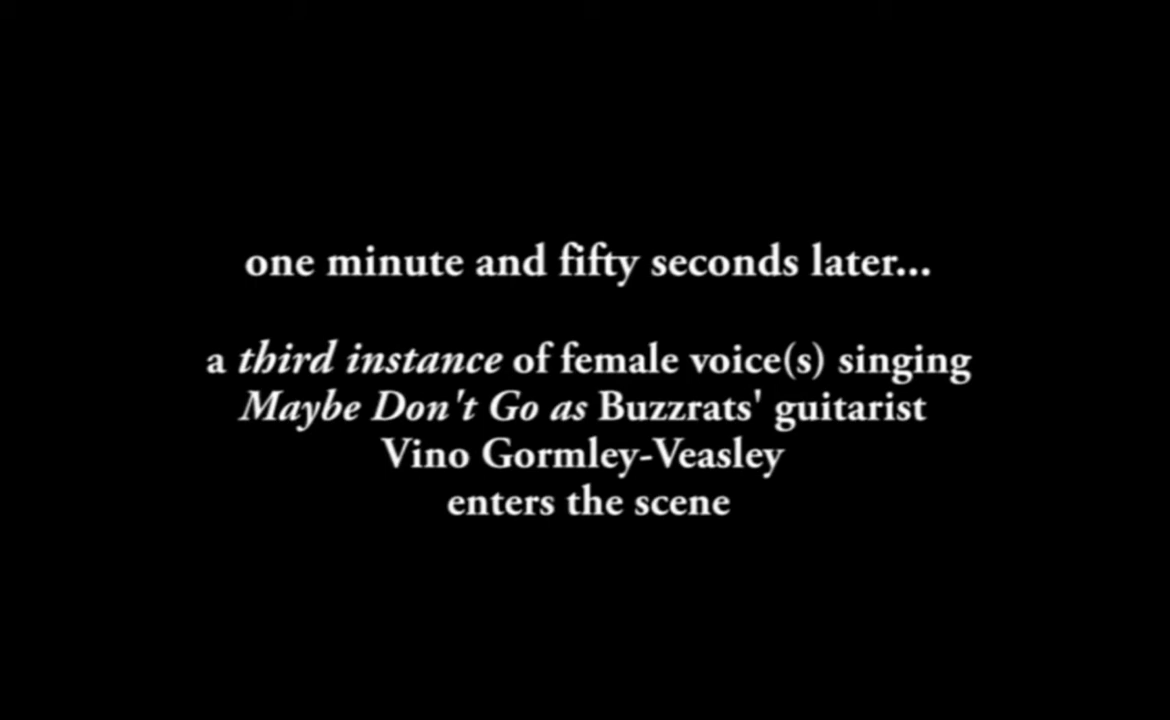 one minute and fifty seconds later...
a third instance of female voice(s) singing
Maybe Don't Go as Buzzrats' guitarist
Vino Gormley-Veasley
enters the scene